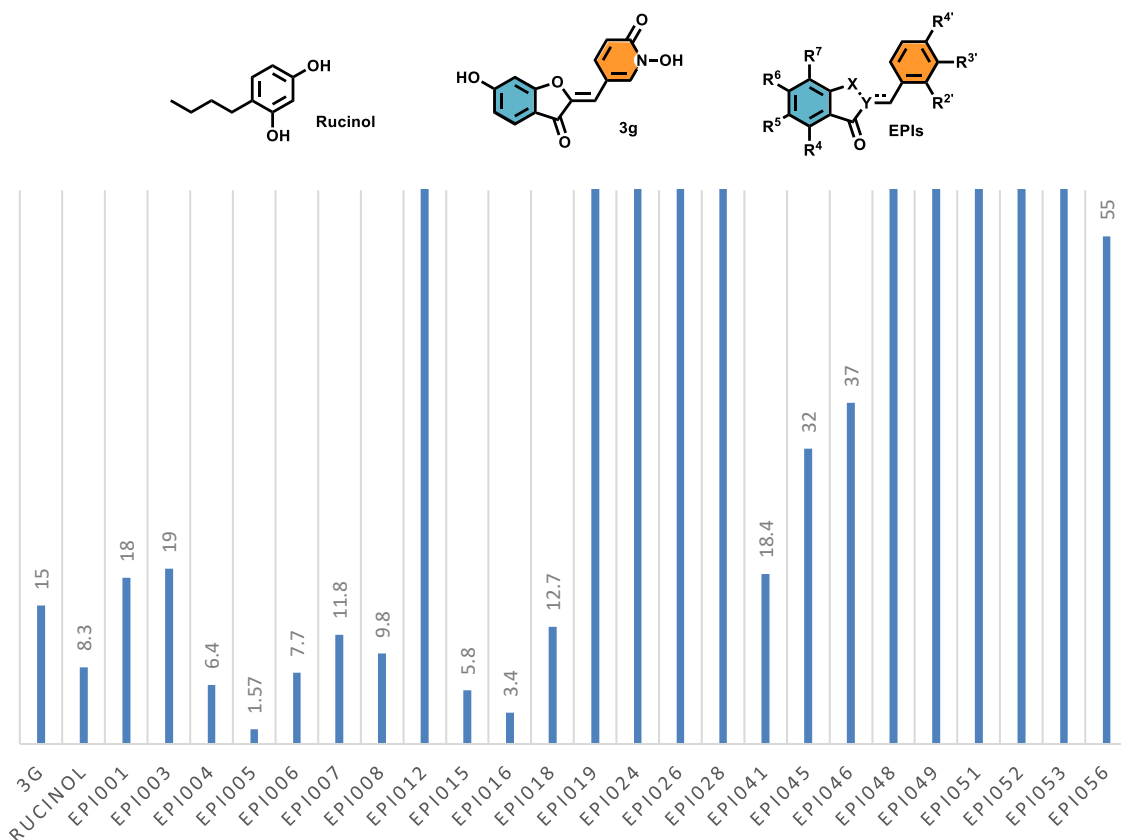 OH
OH
Rucinol
HO
O
O
O
N
OH
3g
R4'
R3'
R2'
R7
R6
R5
R4
X
Y
O
EPIs
15
8.3
18
19
6.4
1.57
7.7
11.8
9.8
5.8
3.4
12.7
18.4
32
37
55
3G
RUCINOL
EPI001
EPI003
EPI004
EPI005
EPI006
EPI007
EPI008
EPI012
EPI015
EPI016
EPI018
EPI019
EPI024
EPI026
EPI028
EPI041
EPI045
EPI046
EPI048
EPI049
EPI051
EPI052
EPI053
EPI056